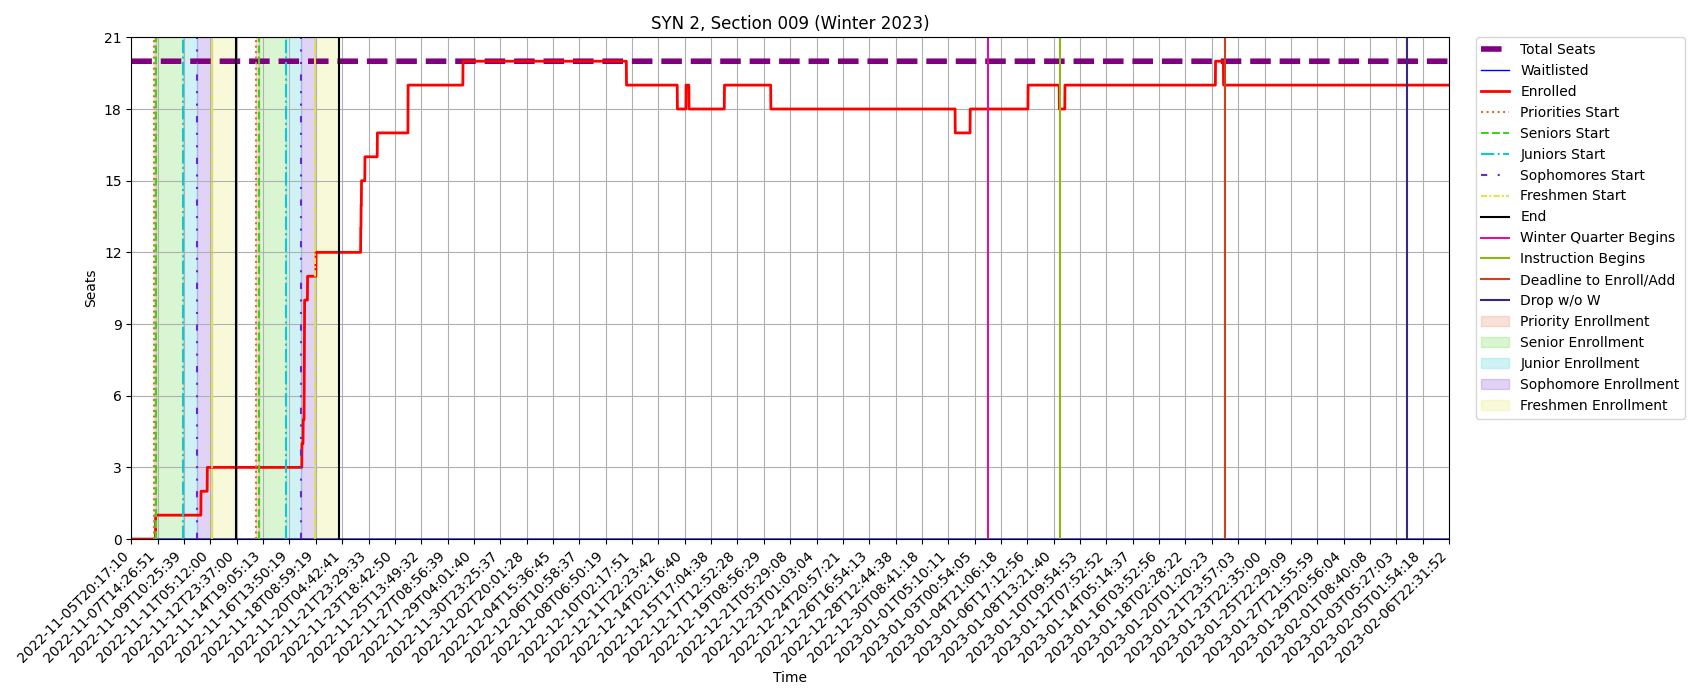 SYN 2, Section 009 (Winter 2023)
21
18
15
12
9
6
3
0
Seats
2022-11-05T20:17:10
2022-11-07T14:26:51
2022-11-09T10:25:39
2022-11-11T05:12:00
2022-11-12T23:37:00
2022-11-14T19:05:13
2022-11-16T13:50:19
2022-11-18T08:59:19
2022-11-20T04:42:41
2022-11-21T23:29:33
2022-11-23T18:42:50
2022-11-25T13:49:32
2022-11-27T08:56:39
2022-11-29T04:01:40
2022-11-30T23:25:37
2022-12-02T20:01:28
2022-12-04T15:36:45
2022-12-06T10:58:37
2022-12-08T06:50:19
2022-12-10T02:17:51
2022-12-11T22:23:42
2022-12-14T02:16:40
2022-12-15T17:04:38
2022-12-17T12:52:28
2022-12-19T08:56:29
2022-12-21T05:29:08
2022-12-23T01:03:04
2022-12-24T20:57:21
2022-12-26T16:54:13
2022-12-28T12:44:38
2022-12-30T08:41:18
2023-01-01T05:10:11
2023-01-03T00:54:05
2023-01-04T21:06:18
2023-01-06T17:12:56
2023-01-08T13:21:40
2023-01-10T09:54:53
2023-01-12T07:52:52
2023-01-14T05:14:37
2023-01-16T03:52:56
2023-01-18T02:28:22
2023-01-20T01:20:23
2023-01-21T23:57:03
2023-01-23T22:35:00
2023-01-25T22:29:09
2023-01-27T21:55:59
2023-01-29T20:56:04
2023-02-01T08:40:08
2023-02-03T05:27:03
2023-02-05T01:54:18
2023-02-06T22:31:52
Time
Total Seats
Waitlisted
Enrolled
Priorities Start
Seniors Start
Juniors Start
Sophomores Start
Freshmen Start
End
Winter Quarter Begins
Instruction Begins
Deadline to Enroll/Add
Drop w/o W
Priority Enrollment
Senior Enrollment
Junior Enrollment
Sophomore Enrollment
Freshmen Enrollment